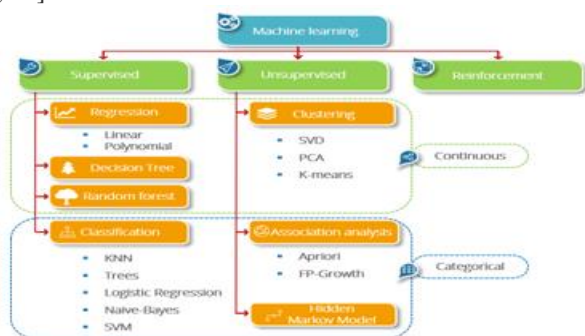 Machine learning
Supervised
Unsupervised
Reinforcement
Regression
Linear
Polynomial
Decision Tree
Random forest
Clustering
SVD
PCA
K-means
Continuous
Classification
KNN
Trees
Logistic Regression
Naive-Bayes
SVM
Association analysis
Apriori
FP-Growth
Hidden
Markov Model
Categorical